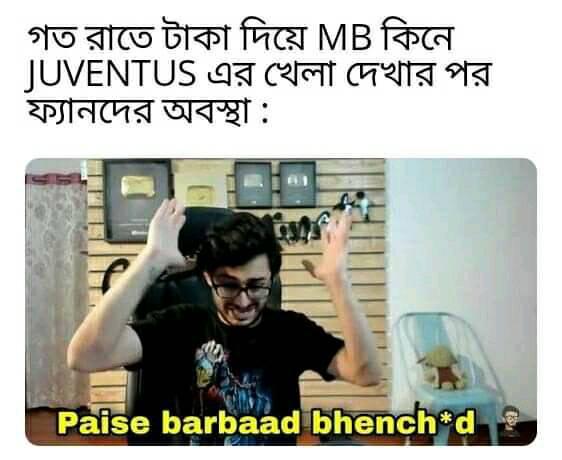 গত রাতে টাকা দিয়ে MB কিনে
JUVENTUS এর খেলা দেখার পর
ফ্যানদের অবস্থা :
Paise barbaad bhench*d